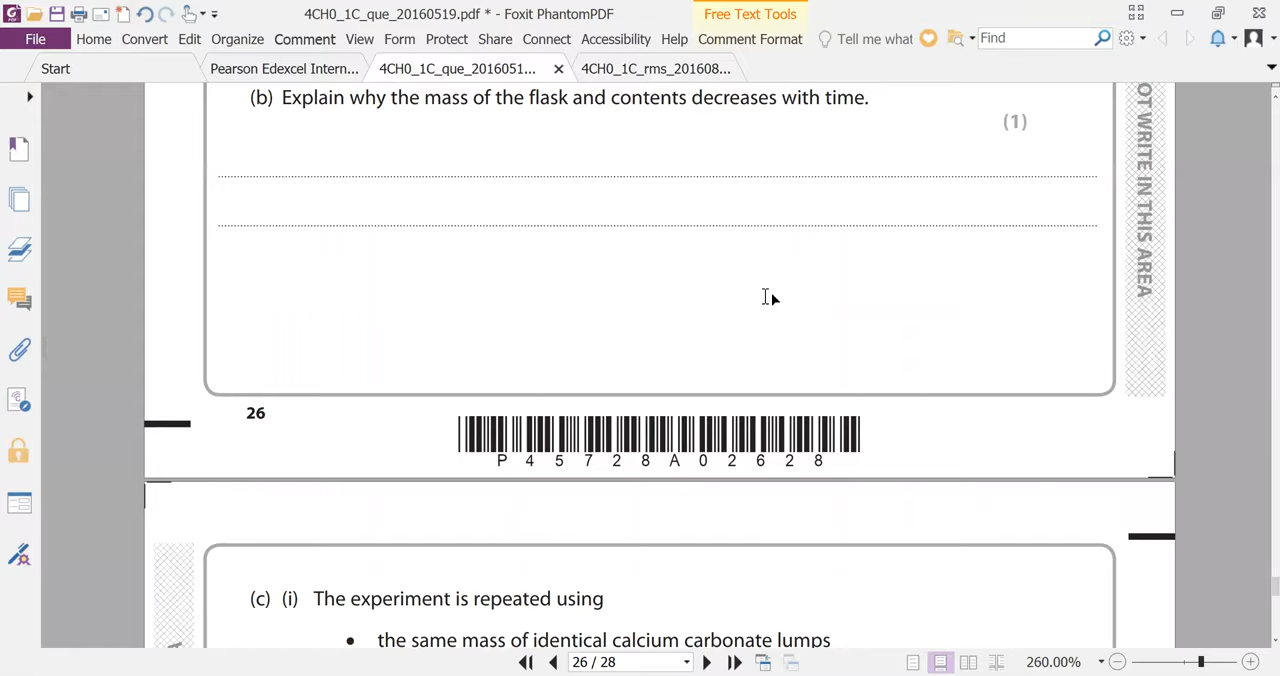 4CH0_1C_que_20160519.pdf * - Foxit PhantomPDF
Free Text Tools
File Home Convert Edit Organize Comment View Form Protect Share Connect Accessibility Help Comment Format Tell me what Find
Start Pearson Edexcel Intern... 4CH0_1C_que_2016051... 4CH0_1C_rms_201608...
(b) Explain why the mass of the flask and contents decreases with time.
(1)
OT WRITE IN THIS AREA
26
P 4 5 7 2 8 A 0 2 6 2 8
(c) (i) The experiment is repeated using
• the same mass of identical calcium carbonate lumps
26 / 28
260.00%